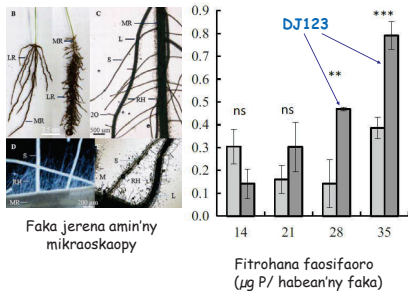 B
MR
C
MR
L
LR
S
LR
RH
MR
2O
500 µm
D
S
S
RH
M
RH
MR
200 µm
L
Faka jerena amin'ny
mikraoskaopy
DJ123
***
**
ns
ns
0.9
0.8
0.7
0.6
0.5
0.4
0.3
0.2
0.1
0.0
14
21
28
35
Fitrohana faosifaoro
(µg P/ habean'ny faka)